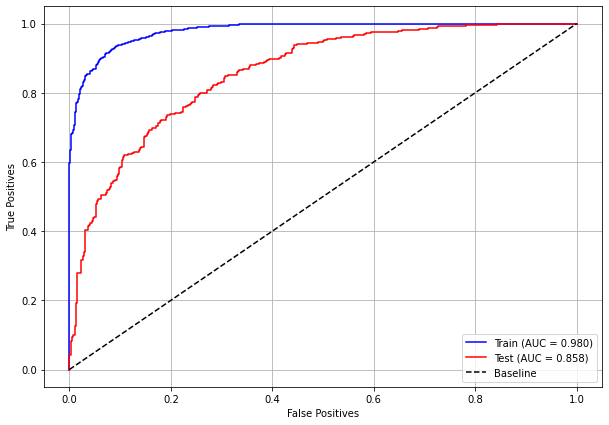 1.0
0.8
0.6
0.4
0.2
0.0
True Positives
Train (AUC = 0.980)
Test (AUC = 0.858)
Baseline
0.0 0.2 0.4 0.6 0.8 1.0
False Positives